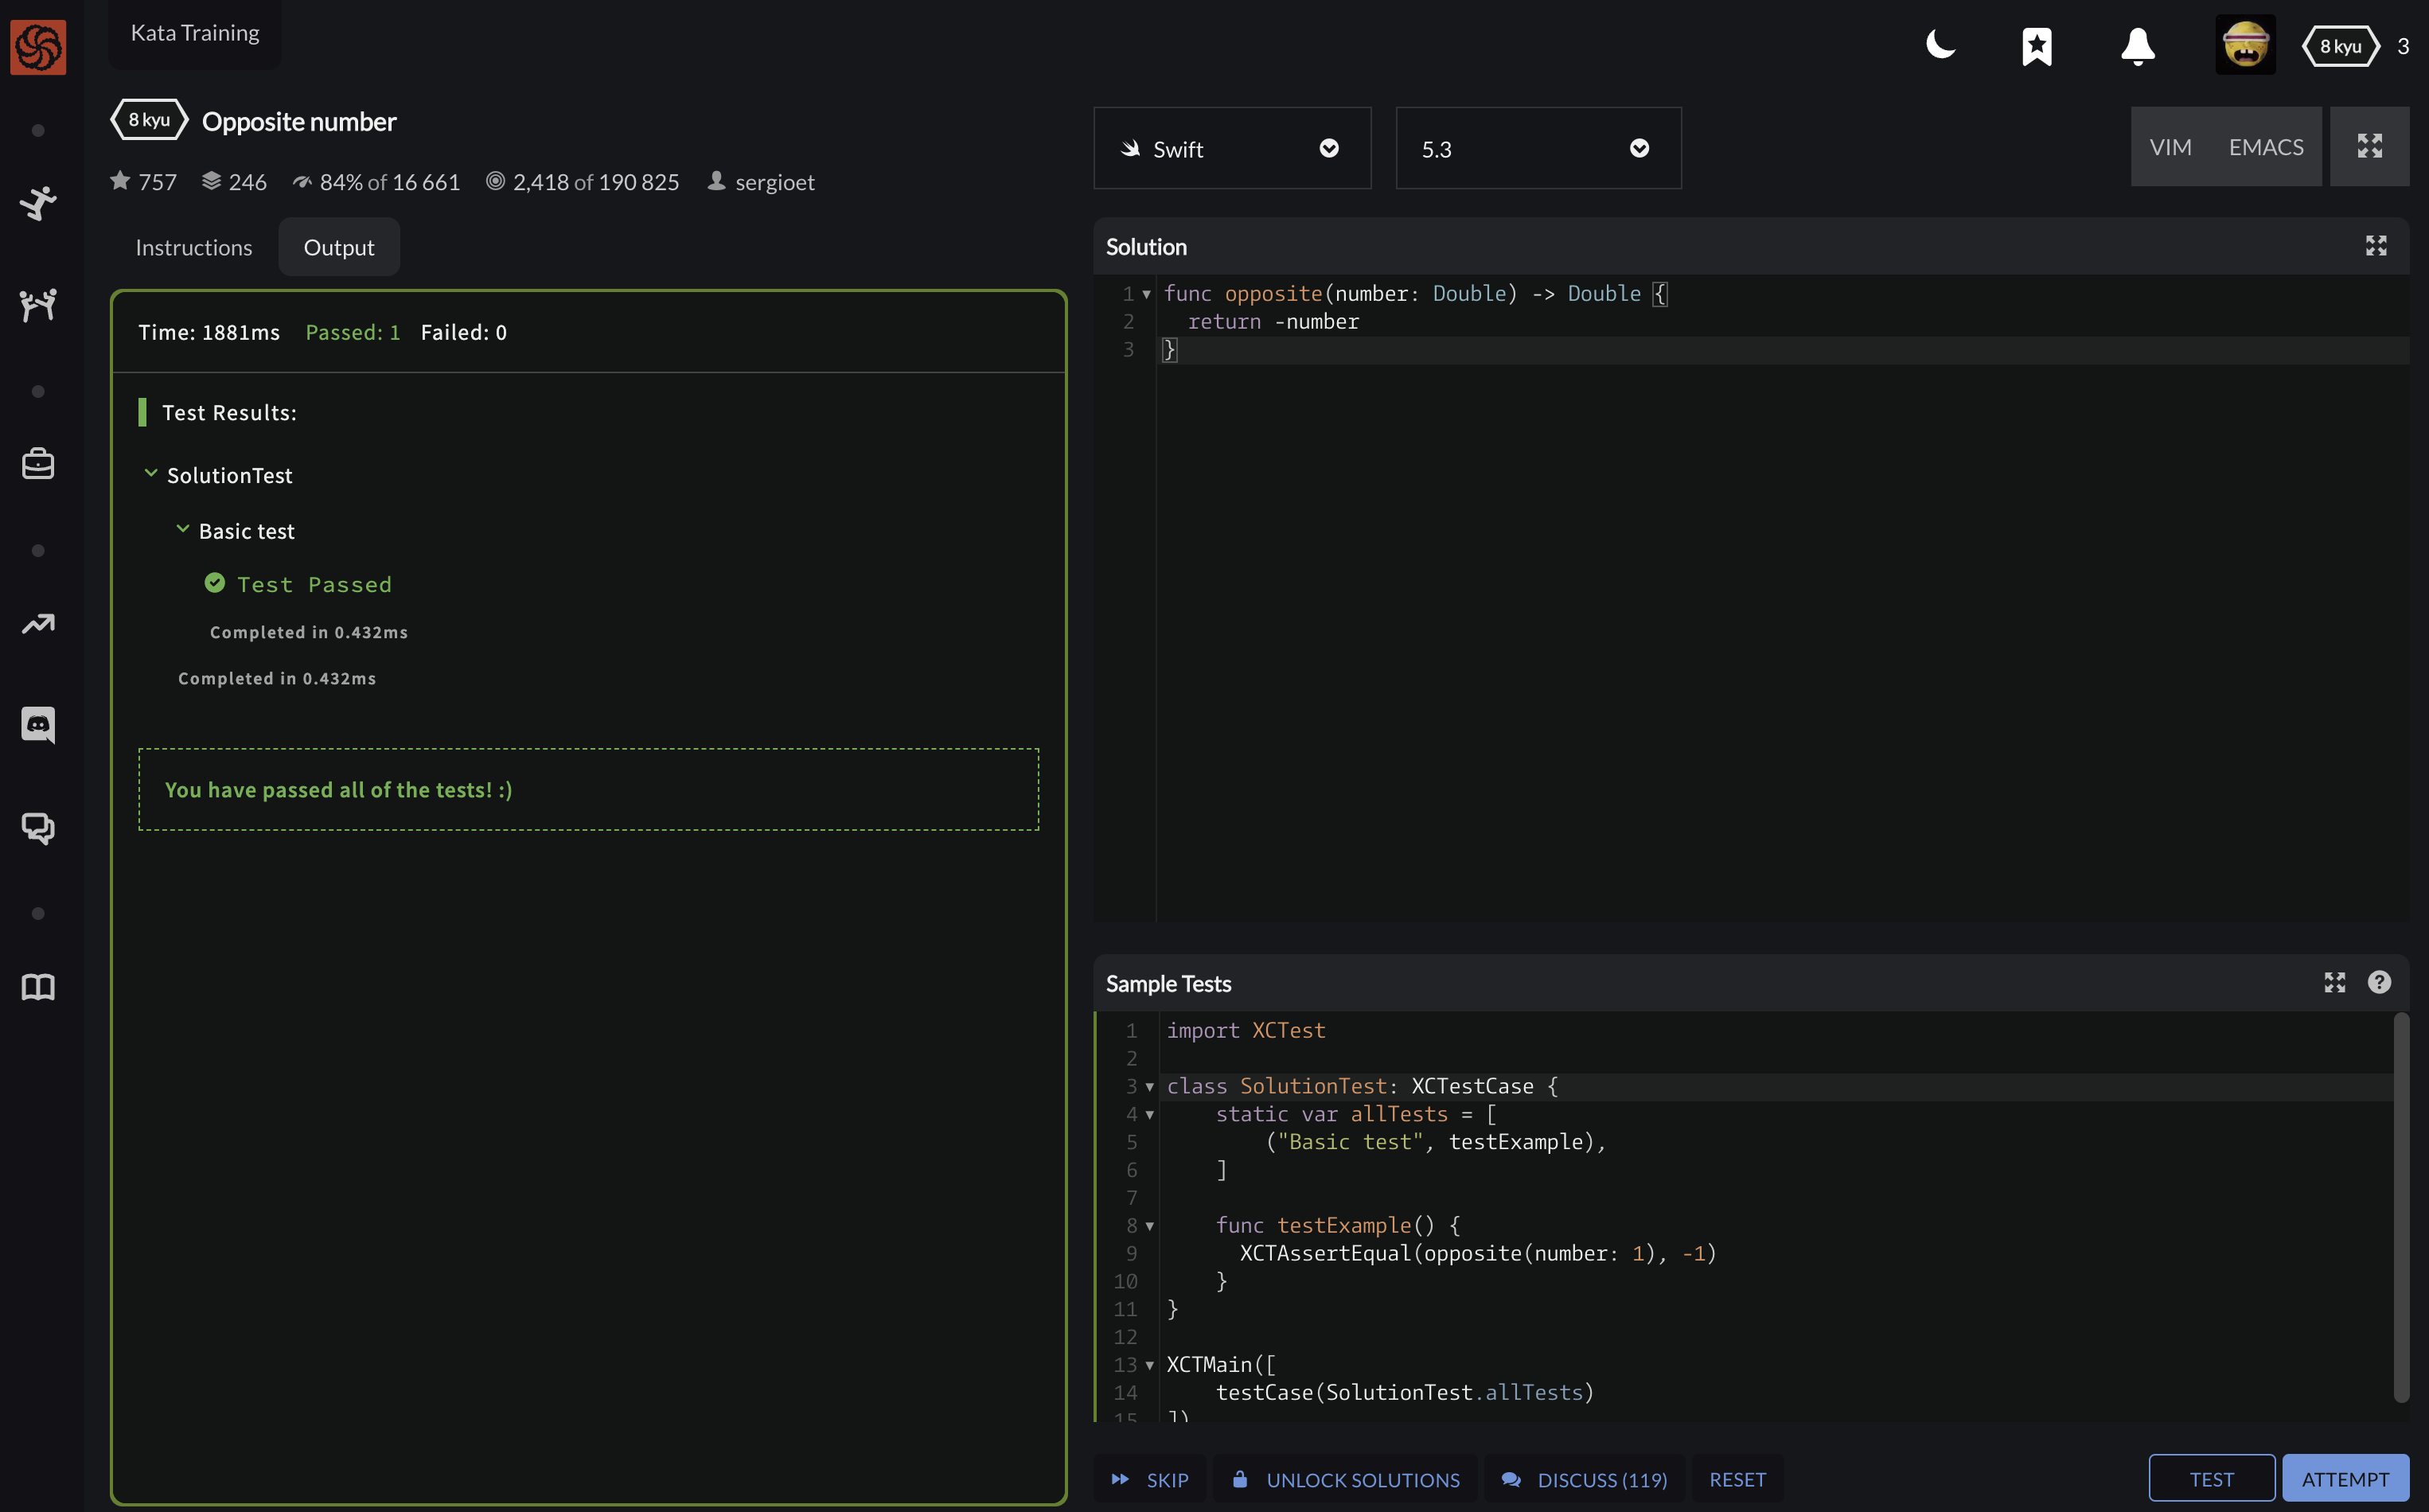 Kata Training
8 kyu 3
8 kyu Opposite number
757 246 84% of 16 661 2,418 of 190 825 sergioet
Instructions Output
Time: 1881ms Passed: 1 Failed: 0
Test Results:
SolutionTest
Basic test
Test Passed
Completed in 0.432ms
Completed in 0.432ms
You have passed all of the tests! :)
Swift 5.3 VIM EMACS
Solution
1 func opposite(number: Double) -> Double {
2 return -number
3 }
Sample Tests
1 import XCTest
2
3 class SolutionTest: XCTestCase {
4 static var allTests = [
5 ("Basic test", testExample),
6 ]
7
8 func testExample() {
9 XCTAssertEqual(opposite(number: 1), -1)
10 }
11 }
12
13 XCTMain([
14 testCase(SolutionTest.allTests)
15 ])
SKIP UNLOCK SOLUTIONS DISCUSS (119) RESET TEST ATTEMPT